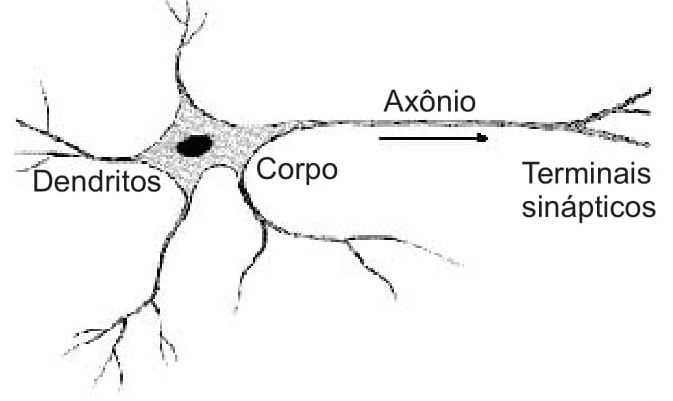 Axônio
Dendritos
Corpo
Terminais
sinápticos